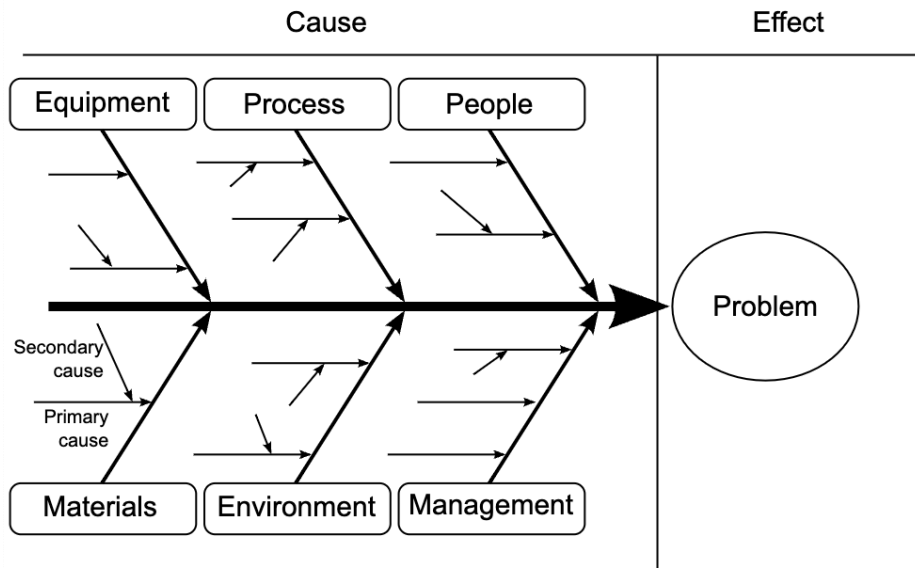 Cause
Effect
Equipment
Process
People
Problem
Secondary
cause
Primary
cause
Materials
Environment
Management